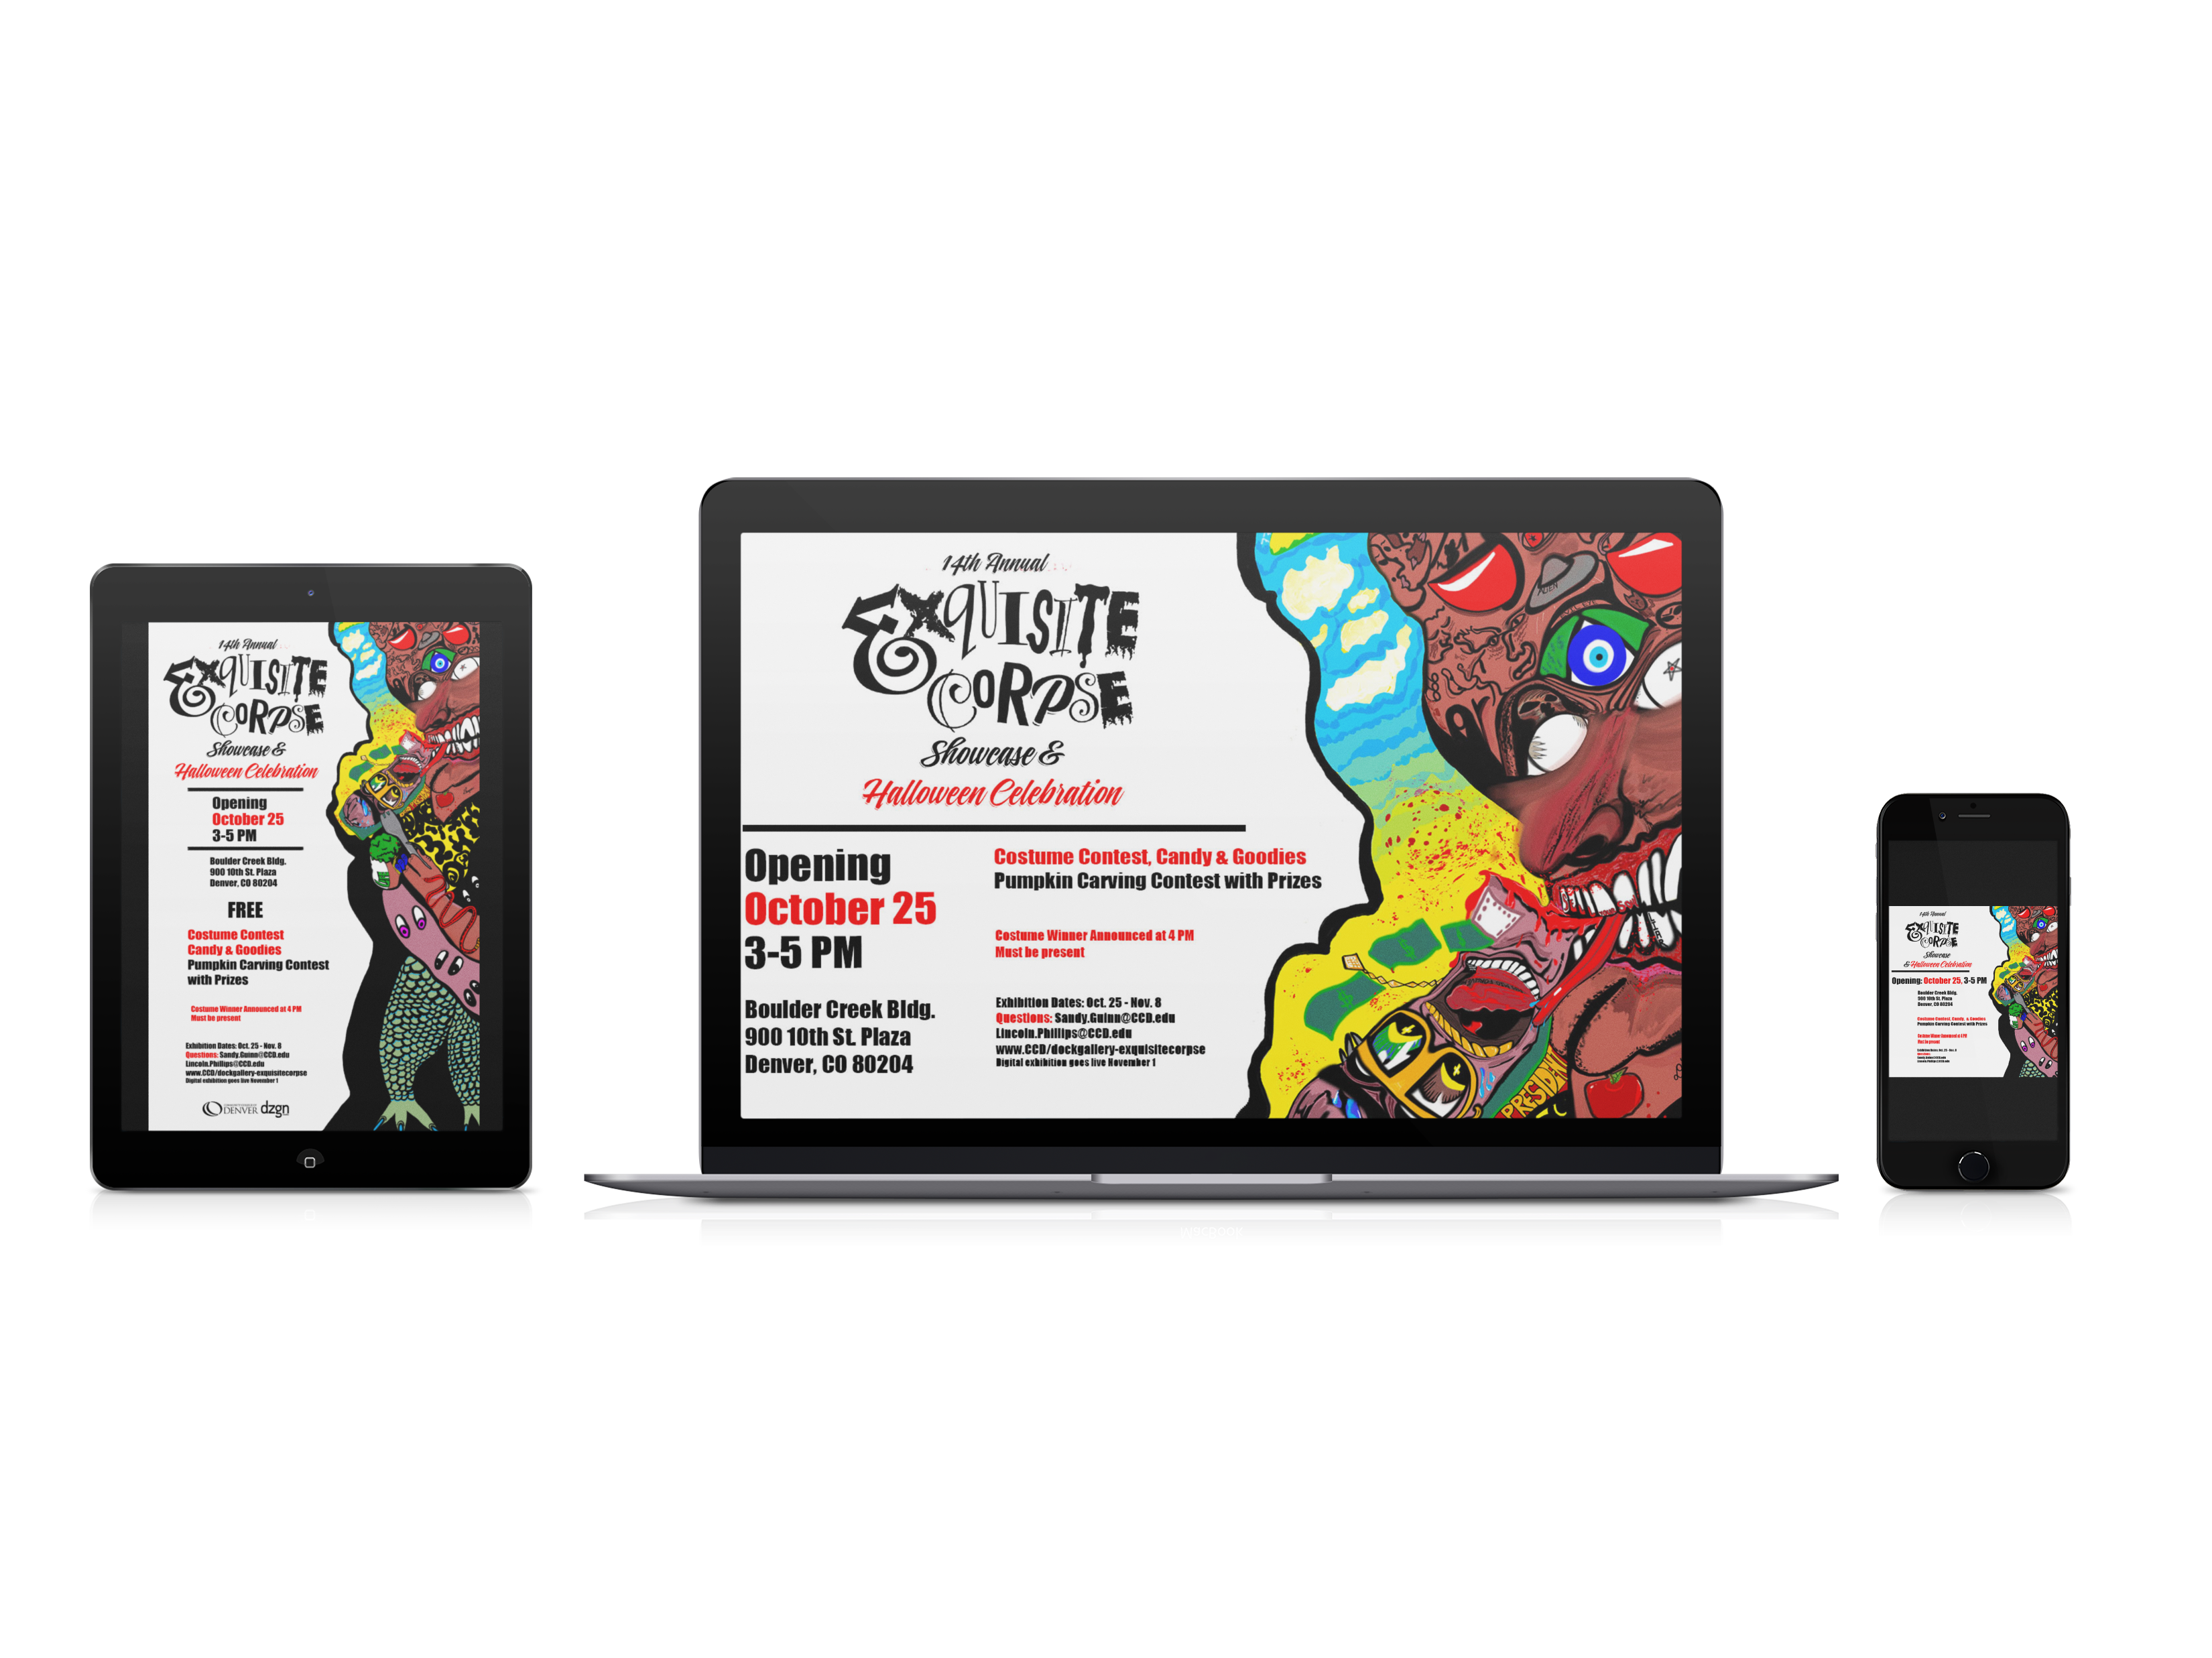 14th Annual
EXQUISITE
CORPSE
Showcase &
Halloween Celebration
Opening
October 25
3-5 PM
Boulder Creek Bldg.
900 10th St. Plaza
Denver, CO 80204
FREE
Costume Contest
Candy & Goodies
Pumpkin Carving Contest
with Prizes
Costume Winner Announced at 4 PM
Must be present
Exhibition Dates: Oct. 25 - Nov. 8
Questions: Sandy.Guinn@CCD.edu
Lincoln.Phillips@CCD.edu
www.CCD/dockgallery-exquisitecorpse
Digital exhibition goes live November 1
DENVER dzgn
14th Annual
EXQUISITE
CORPSE
Showcase &
Halloween Celebration
Opening
October 25
3-5 PM
Boulder Creek Bldg.
900 10th St. Plaza
Denver, CO 80204
Costume Contest, Candy & Goodies
Pumpkin Carving Contest with Prizes
Costume Winner Announced at 4 PM
Must be present
Exhibition Dates: Oct. 25 - Nov. 8
Questions: Sandy.Guinn@CCD.edu
Lincoln.Phillips@CCD.edu
www.CCD/dockgallery-exquisitecorpse
Digital exhibition goes live November 1
PRESIDEN
14th Annual
EXQUISITE
CORPSE
Showcase
& Halloween Celebration
Opening: October 25, 3-5 PM
Boulder Creek Bldg.
900 10th St. Plaza
Denver, CO 80204
Costume Contest, Candy, & Goodies
Pumpkin Carving Contest with Prizes